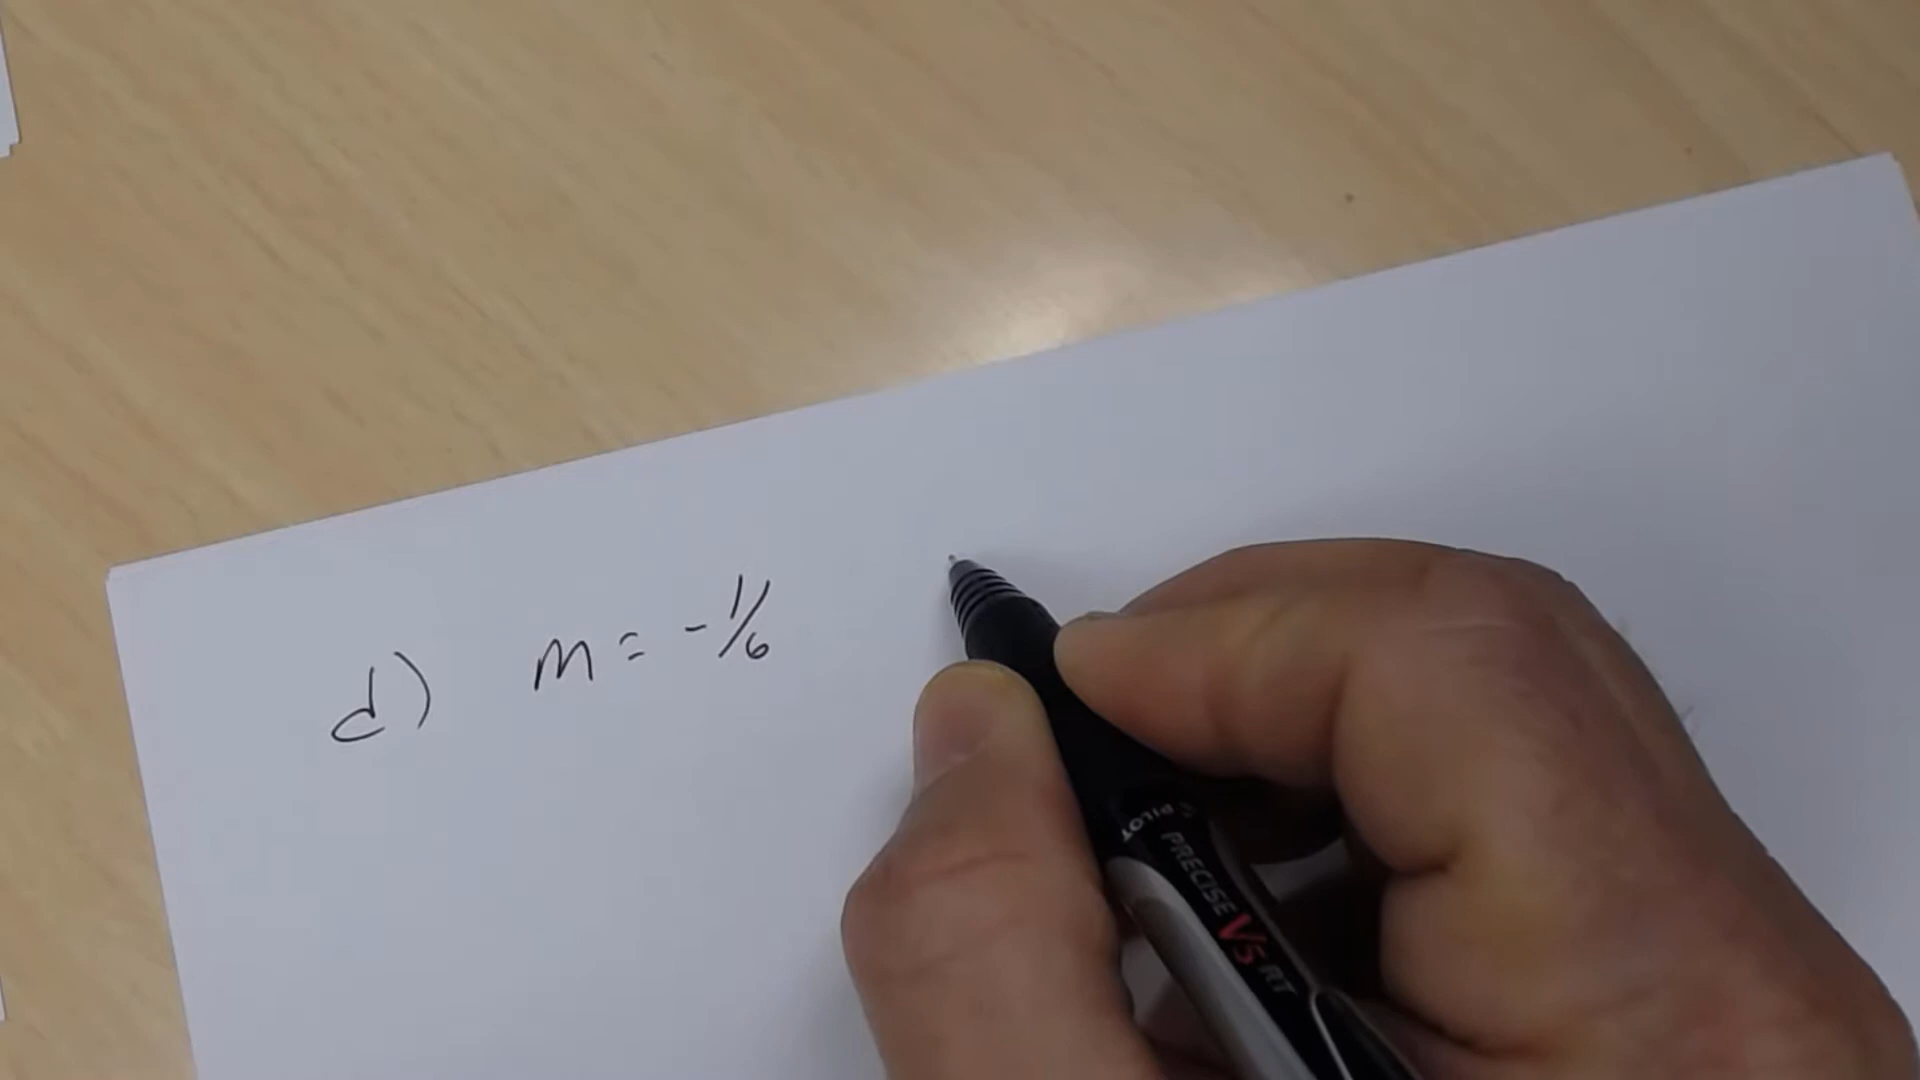 d) m = -1/6
PILOT
PRECISE V5 RT